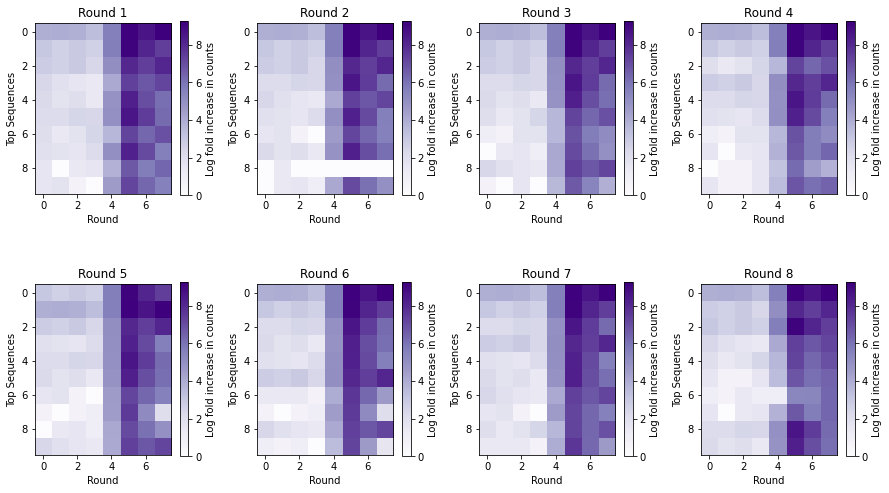 Round 1
Top Sequences
0
2
4
6
8
0 2 4 6
Round
0
2
4
6
8
Log fold increase in counts
Round 2
Top Sequences
0
2
4
6
8
0 2 4 6
Round
0
2
4
6
8
Log fold increase in counts
Round 3
Top Sequences
0
2
4
6
8
0 2 4 6
Round
0
2
4
6
8
Log fold increase in counts
Round 4
Top Sequences
0
2
4
6
8
0 2 4 6
Round
0
2
4
6
8
Log fold increase in counts
Round 5
Top Sequences
0
2
4
6
8
0 2 4 6
Round
0
2
4
6
8
Log fold increase in counts
Round 6
Top Sequences
0
2
4
6
8
0 2 4 6
Round
0
2
4
6
8
Log fold increase in counts
Round 7
Top Sequences
0
2
4
6
8
0 2 4 6
Round
0
2
4
6
8
Log fold increase in counts
Round 8
Top Sequences
0
2
4
6
8
0 2 4 6
Round
0
2
4
6
8
Log fold increase in counts